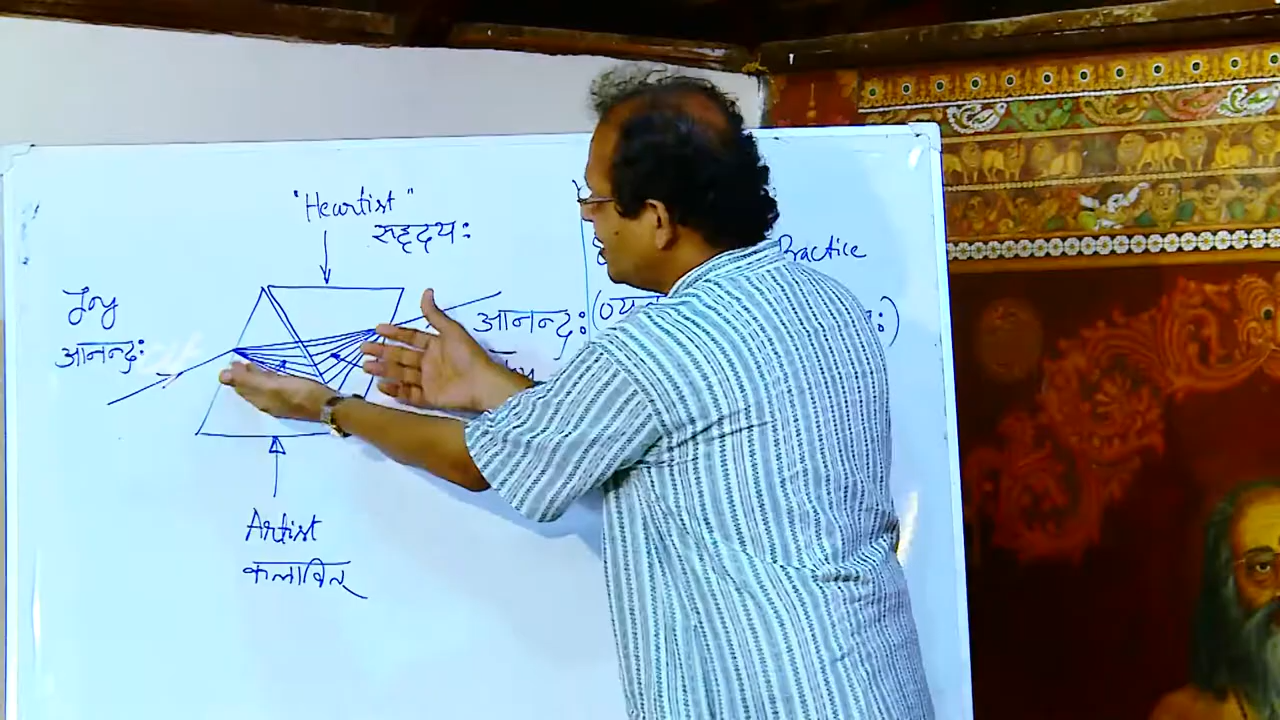 "Heartist"
सहृदयः
Joy
आनन्दः
आनन्दः
Practice
Artist
कलावित्